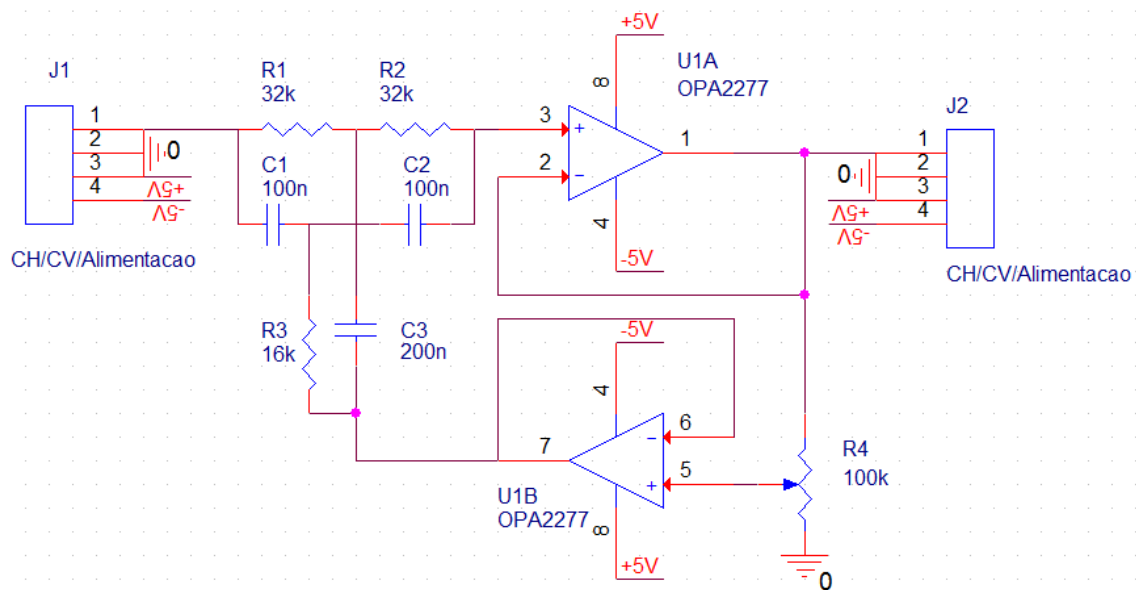 +5V
J1
R1
32k
R2
32k
U1A
OPA2277
8
J2
1
2
3
4
0
+5V
-5V
3
2
+
-
1
1
2
3
4
0
+5V
-5V
C1
100n
C2
100n
4
-5V
CH/CV/Alimentacao
CH/CV/Alimentacao
R3
16k
C3
200n
-5V
4
6
-
7
5
+
R4
100k
U1B
OPA2277
8
+5V
0